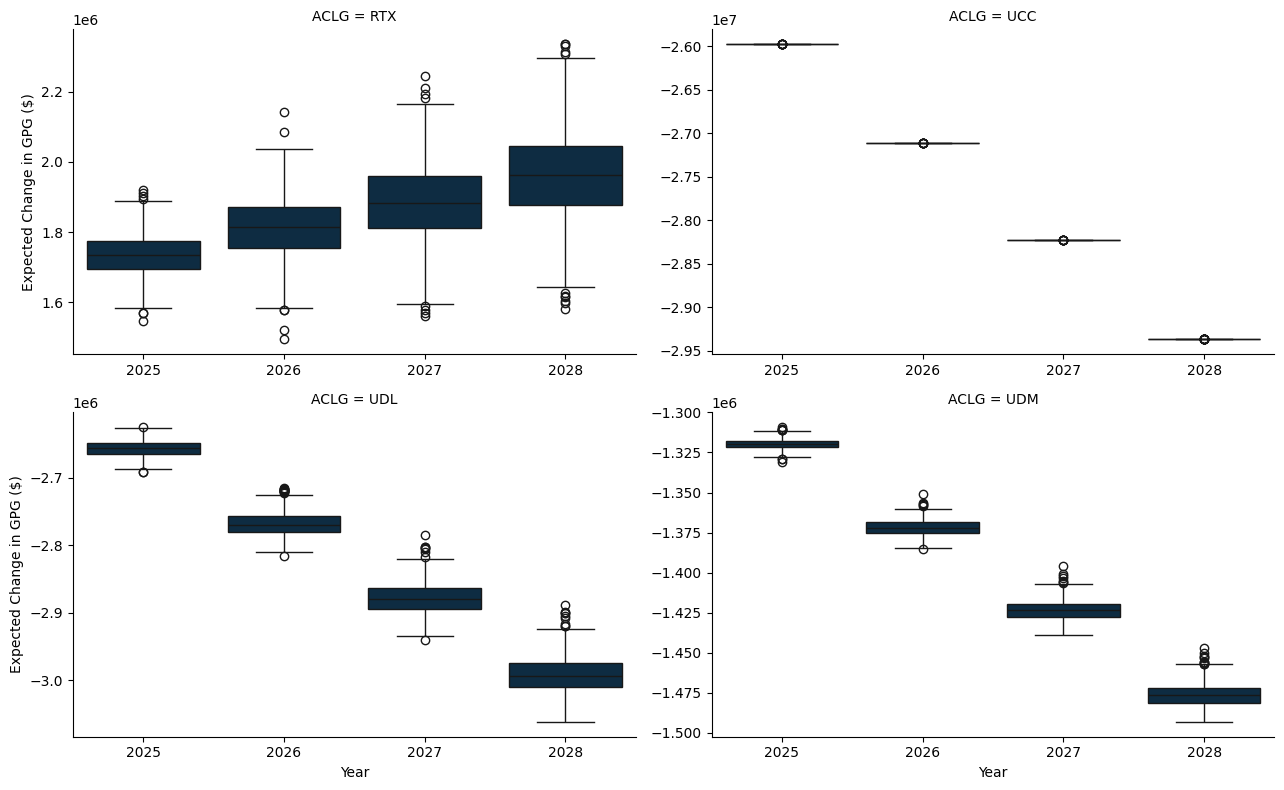 ACLG = RTX
1e6
Expected Change in GPG ($)
2.2
2.0
1.8
1.6
2025 2026 2027 2028
ACLG = UCC
1e7
−2.60
−2.65
−2.70
−2.75
−2.80
−2.85
−2.90
−2.95
2025 2026 2027 2028
ACLG = UDL
1e6
Expected Change in GPG ($)
−2.7
−2.8
−2.9
−3.0
2025 2026 2027 2028
Year
ACLG = UDM
1e6
−1.300
−1.325
−1.350
−1.375
−1.400
−1.425
−1.450
−1.475
−1.500
2025 2026 2027 2028
Year